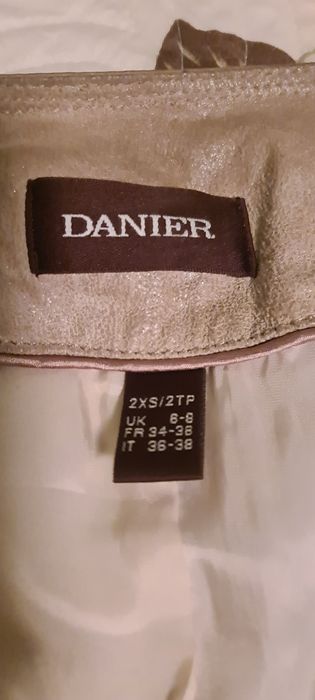 DANIER
2XS/2TP
UK 6-8
FR 34-36
IT 36-38